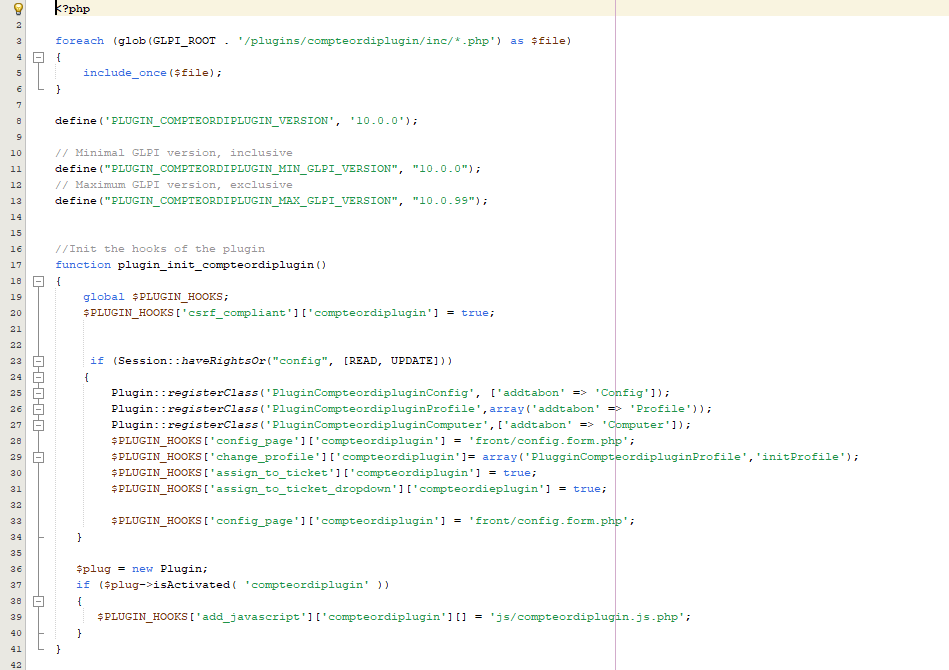 1 <?php
2
3 foreach (glob(GLPI_ROOT . '/plugins/compteordiplugin/inc/*.php') as $file)
4 {
5     include_once($file);
6 }
7
8 define('PLUGIN_COMPTEORDIPLUGIN_VERSION', '10.0.0');
9
10 // Minimal GLPI version, inclusive
11 define("PLUGIN_COMPTEORDIPLUGIN_MIN_GLPI_VERSION", "10.0.0");
12 // Maximum GLPI version, exclusive
13 define("PLUGIN_COMPTEORDIPLUGIN_MAX_GLPI_VERSION", "10.0.99");
14
15
16 //Init the hooks of the plugin
17 function plugin_init_compteordiplugin()
18 {
19     global $PLUGIN_HOOKS;
20     $PLUGIN_HOOKS['csrf_compliant']['compteordiplugin'] = true;
21
22
23      if (Session::haveRightsOr("config", [READ, UPDATE]))
24     {
25         Plugin::registerClass('PluginCompteordipluginConfig', ['addtabon' => 'Config']);
26         Plugin::registerClass('PluginCompteordipluginProfile',array('addtabon' => 'Profile'));
27         Plugin::registerClass('PluginCompteordipluginComputer',['addtabon' => 'Computer']);
28         $PLUGIN_HOOKS['config_page']['compteordiplugin'] = 'front/config.form.php';
29         $PLUGIN_HOOKS['change_profile']['compteordiplugin']= array('PlugginCompteordipluginProfile','initProfile');
30         $PLUGIN_HOOKS['assign_to_ticket']['compteordiplugin'] = true;
31         $PLUGIN_HOOKS['assign_to_ticket_dropdown']['compteordieplugin'] = true;
32
33         $PLUGIN_HOOKS['config_page']['compteordiplugin'] = 'front/config.form.php';
34    }
35
36    $plug = new Plugin;
37    if ($plug->isActivated( 'compteordiplugin' ))
38    {
39       $PLUGIN_HOOKS['add_javascript']['compteordiplugin'][] = 'js/compteordiplugin.js.php';
40    }
41 }
42